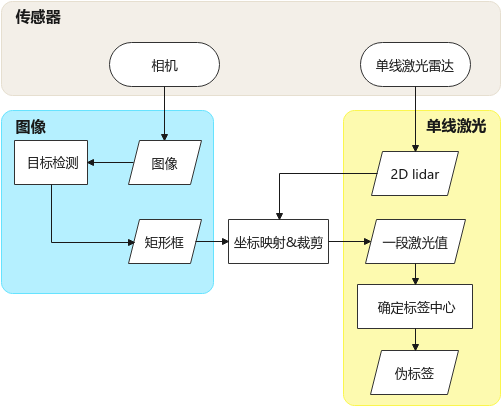 传感器
相机
单线激光雷达
图像
单线激光
目标检测
图像
2D lidar
矩形框
坐标映射&裁剪
一段激光值
确定标签中心
伪标签